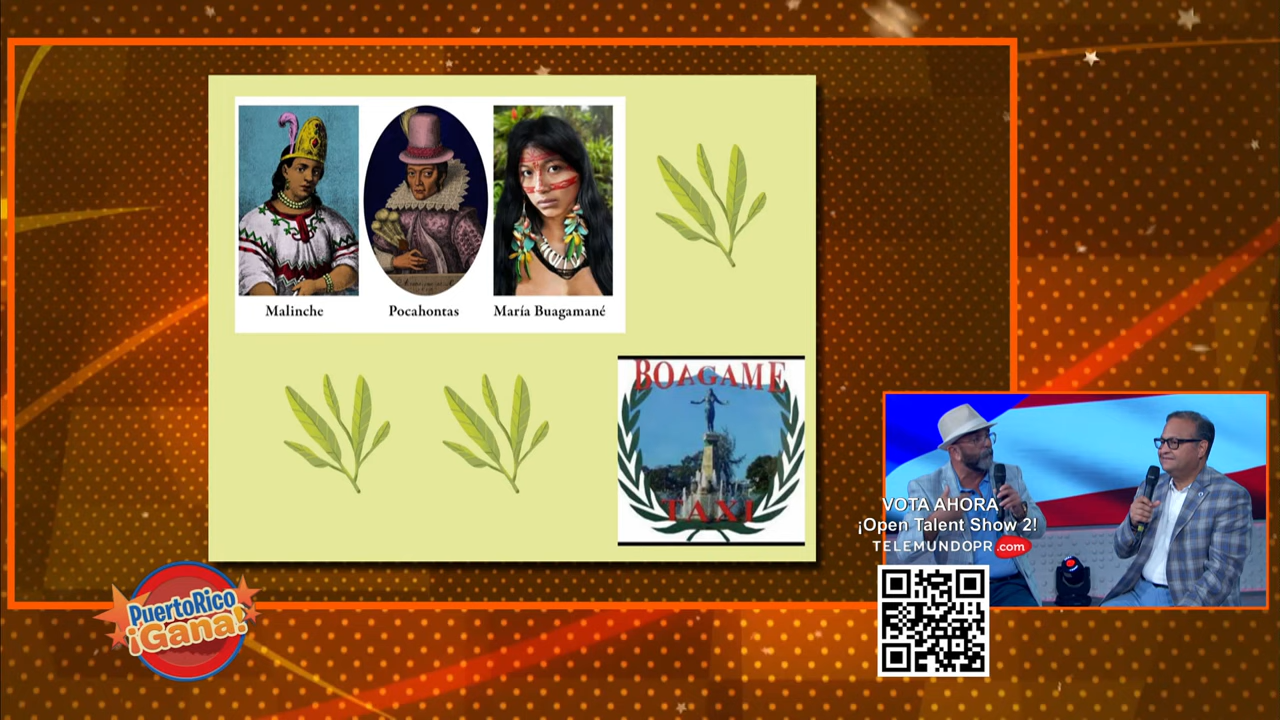 Malinche
Pocahontas
María Buagamané
BOAGAME
TAXI
VOTA AHORA
¡Open Talent Show 2!
TELEMUNDOPR.com
PuertoRico
¡Gana!